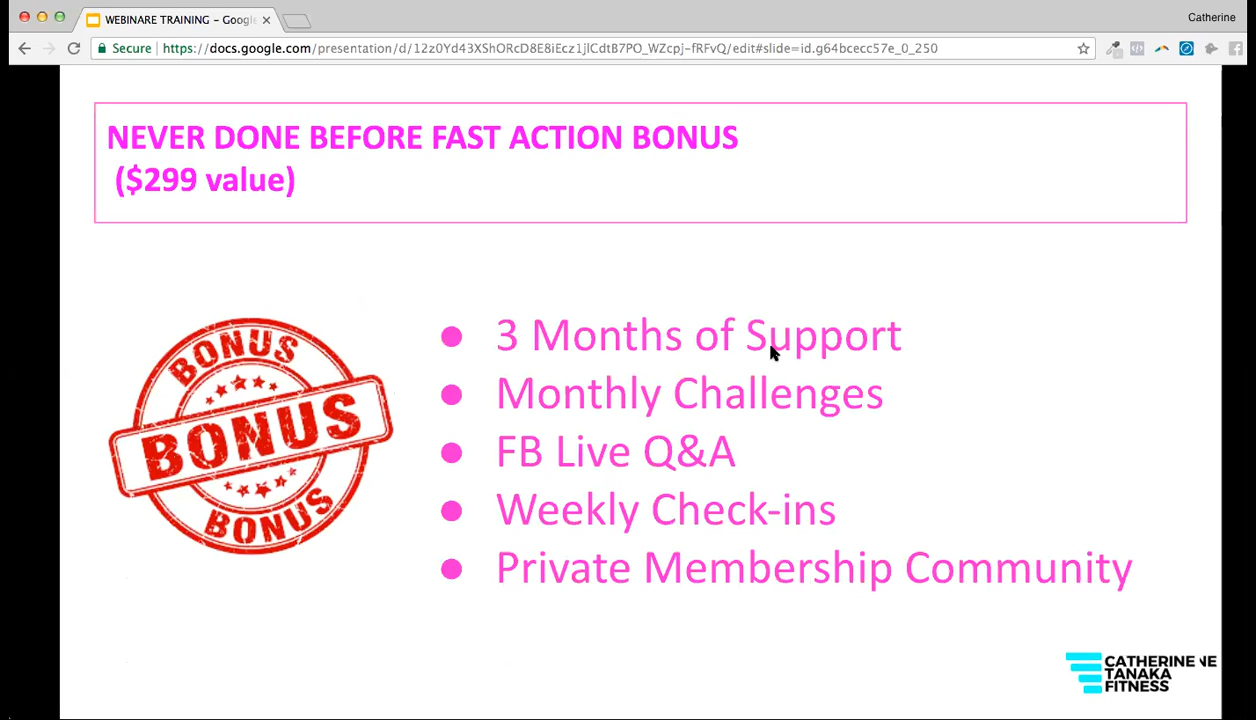 WEBINARE TRAINING – Google
Catherine
Secure
https://docs.google.com/presentation/d/12z0Yd43XShORcD8E8iEcz1jlCdtB7PO_WZcpj-fRFvQ/edit#slide=id.g64bcecc57e_0_250
NEVER DONE BEFORE FAST ACTION BONUS
($299 value)
BONUS
BONUS
BONUS
● 3 Months of Support
● Monthly Challenges
● FB Live Q&A
● Weekly Check-ins
● Private Membership Community
CATHERINE NE
TANAKA
FITNESS